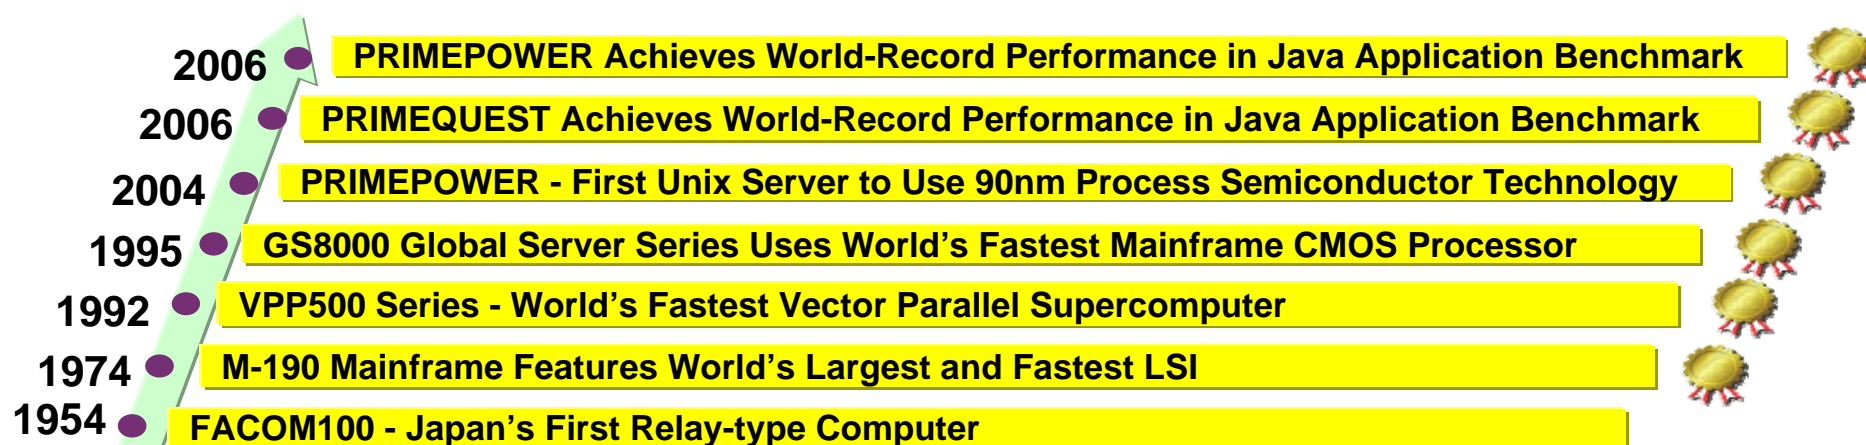 2006 PRIMEPOWER Achieves World-Record Performance in Java Application Benchmark
2006 PRIMEQUEST Achieves World-Record Performance in Java Application Benchmark
2004 PRIMEPOWER - First Unix Server to Use 90nm Process Semiconductor Technology
1995 GS8000 Global Server Series Uses World's Fastest Mainframe CMOS Processor
1992 VPP500 Series - World's Fastest Vector Parallel Supercomputer
1974 M-190 Mainframe Features World's Largest and Fastest LSI
1954 FACOM100 - Japan's First Relay-type Computer